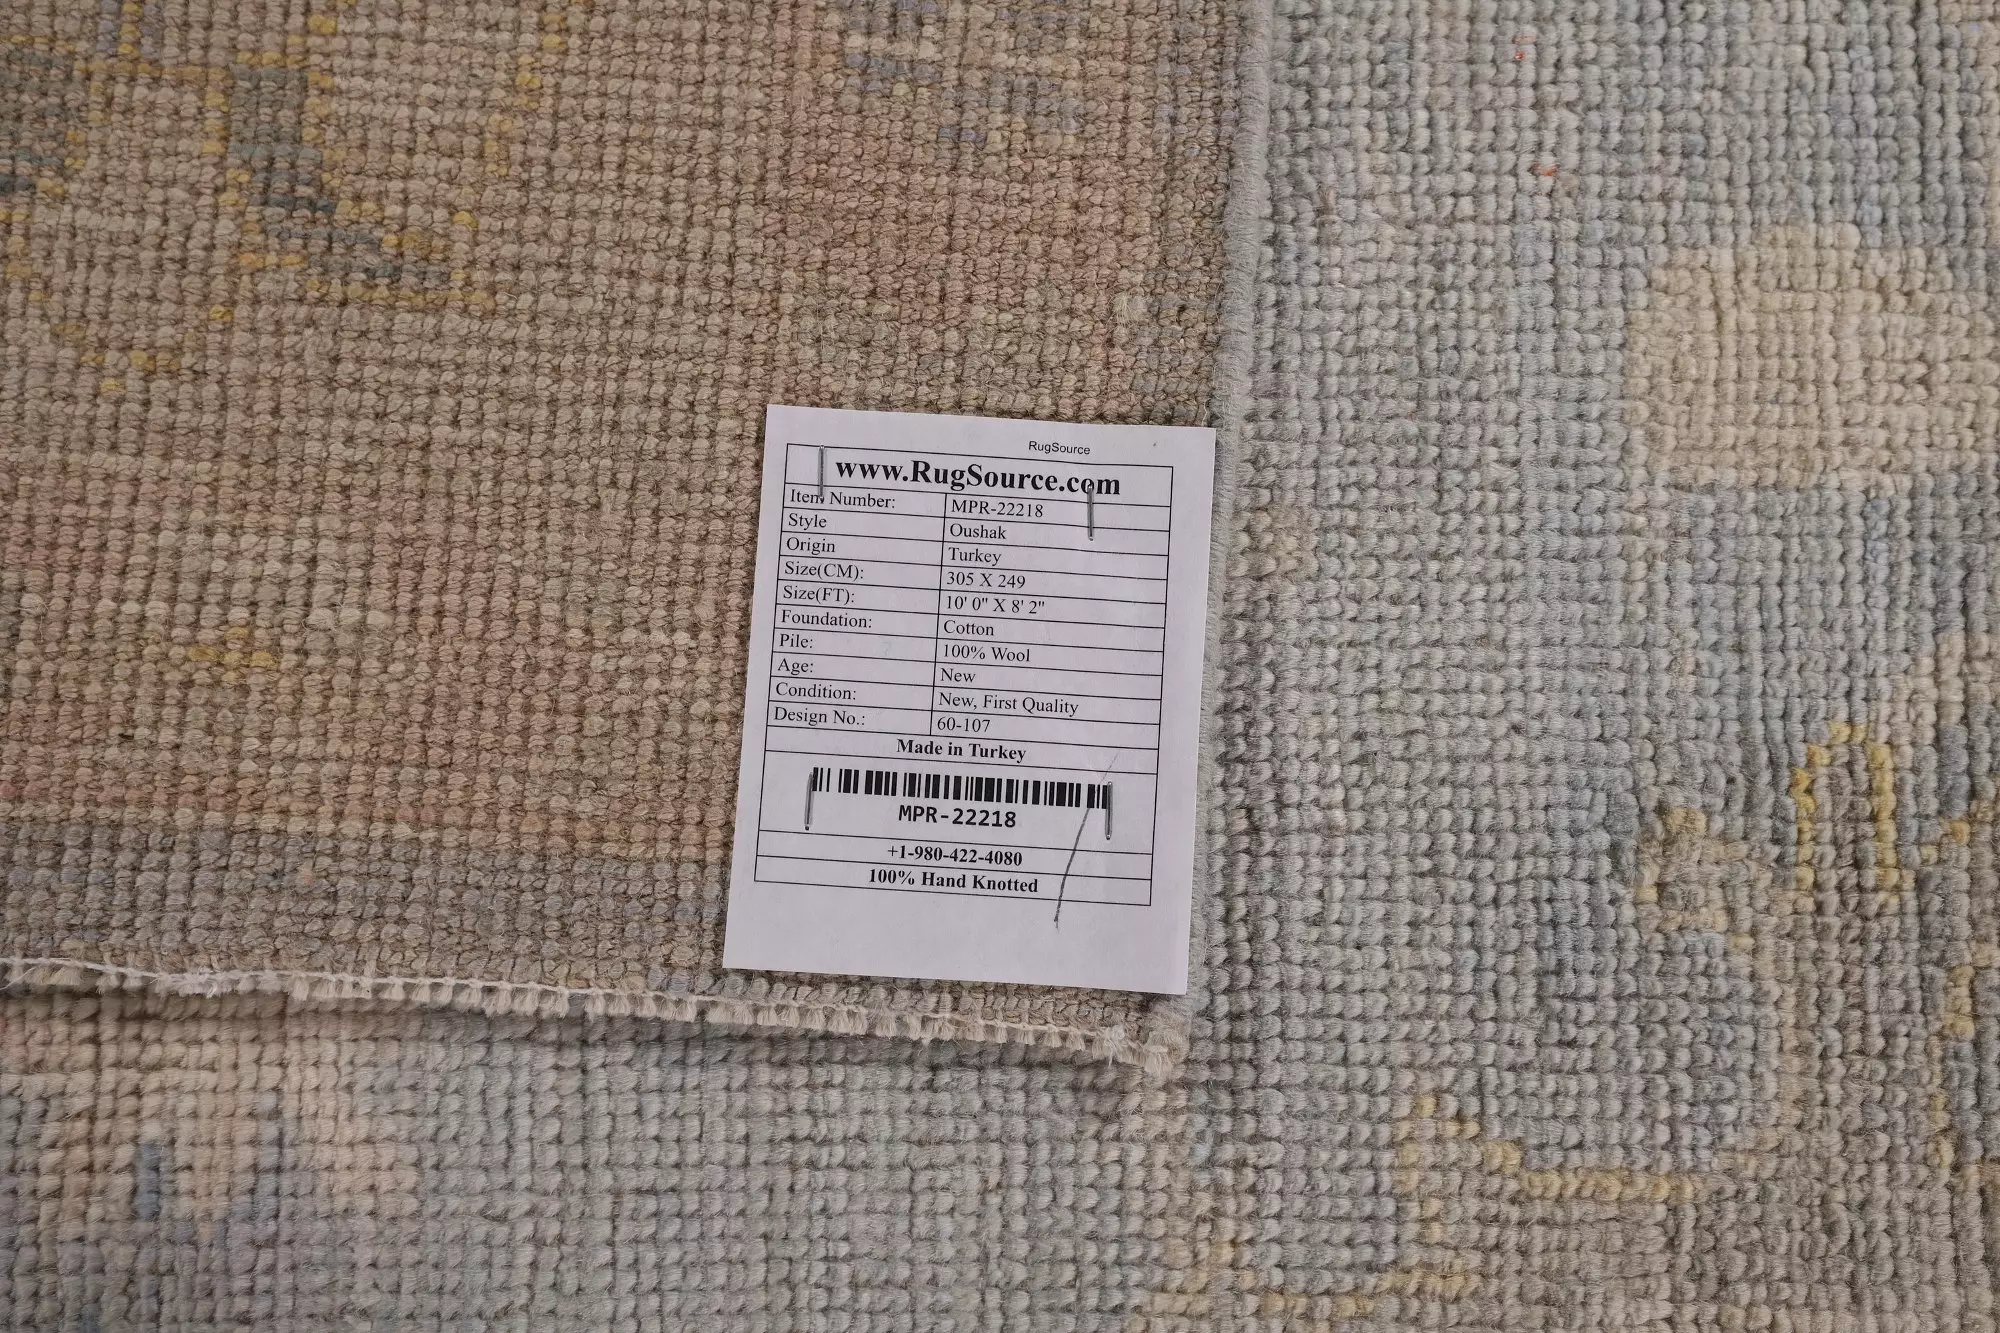 RugSource
www.RugSource.com
Item Number: MPR-22218
Style Oushak
Origin Turkey
Size(CM): 305 X 249
Size(FT): 10' 0" X 8' 2"
Foundation: Cotton
Pile: 100% Wool
Age: New
Condition: New, First Quality
Design No.: 60-107
Made in Turkey
MPR-22218
+1-980-422-4080
100% Hand Knotted